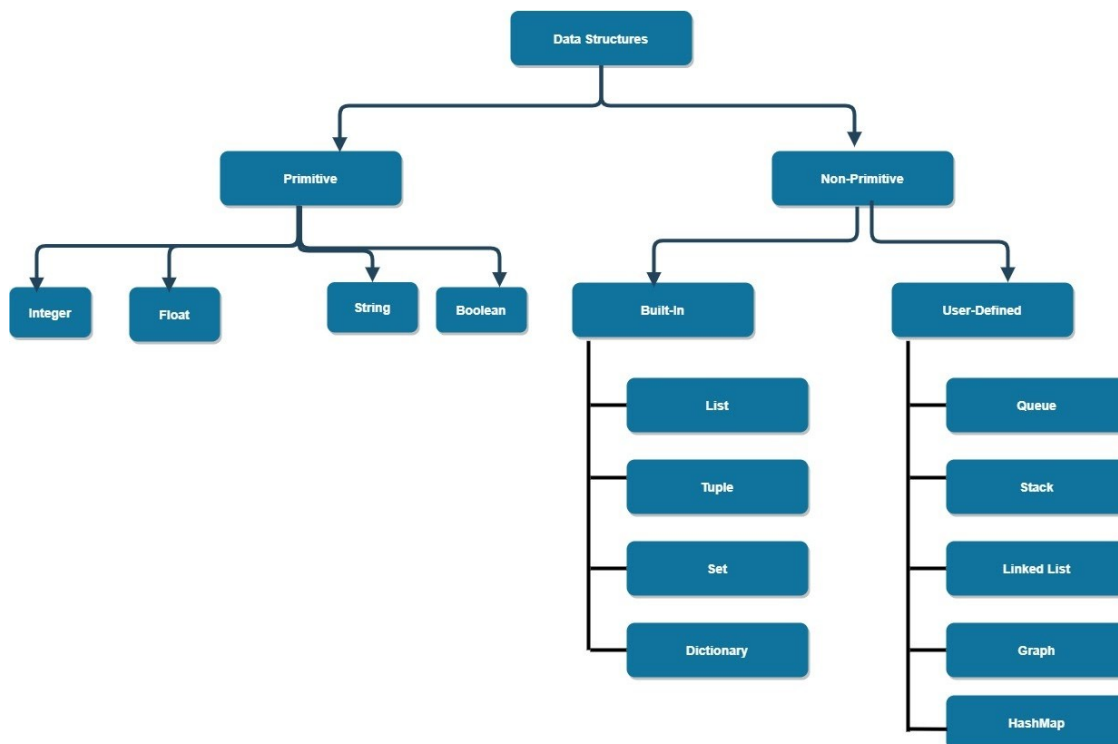 Data Structures
Primitive
Non-Primitive
Integer
Float
String
Boolean
Built-In
User-Defined
List
Queue
Tuple
Stack
Set
Linked List
Dictionary
Graph
HashMap